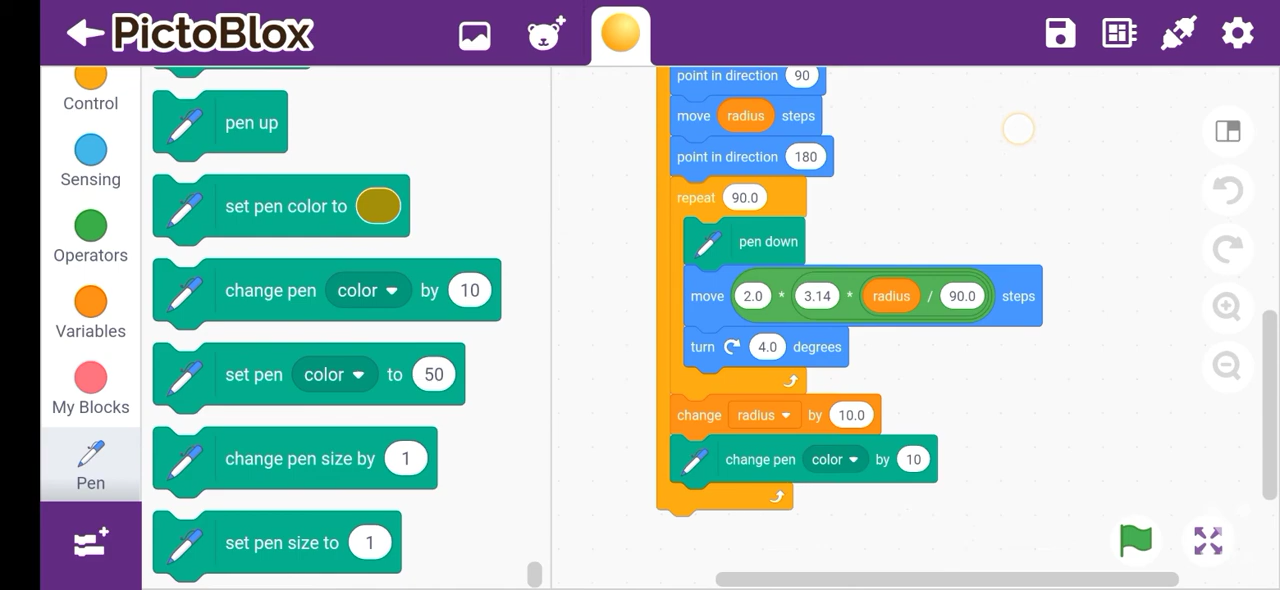 PictoBlox
Control
Sensing
Operators
Variables
My Blocks
Pen
pen up
set pen color to
change pen color by 10
set pen color to 50
change pen size by 1
set pen size to 1
point in direction 90
move radius steps
point in direction 180
repeat 90.0
pen down
move 2.0 * 3.14 * radius / 90.0 steps
turn 4.0 degrees
change radius by 10.0
change pen color by 10